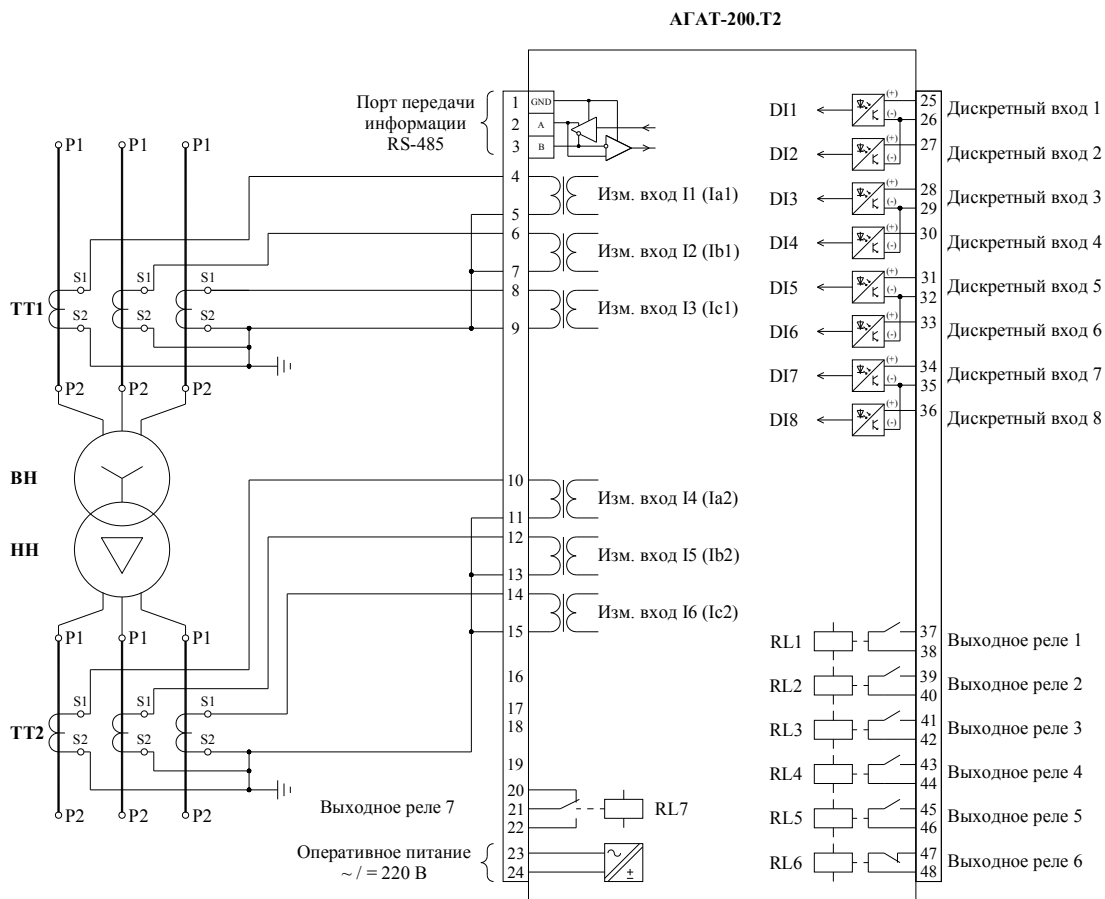 АГАТ-200.Т2
Порт передачи
информации
RS-485
1 GND
2 A
3 B
4
5
Изм. вход I1 (Ia1)
6
7
Изм. вход I2 (Ib1)
8
9
Изм. вход I3 (Ic1)
P1 P1 P1
S1 S1 S1
ТТ1
S2 S2 S2
P2 P2 P2
ВН
НН
10
11
Изм. вход I4 (Ia2)
12
13
Изм. вход I5 (Ib2)
14
15
Изм. вход I6 (Ic2)
P1 P1 P1
S1 S1 S1
ТТ2
S2 S2 S2
P2 P2 P2
16
17
18
19
20
21
22
Выходное реле 7
RL7
Оперативное питание
~ / = 220 В
23
24
~
±
DI1 (+) 25 Дискретный вход 1
(-) 26
DI2 (+) 27 Дискретный вход 2
(-)
DI3 (+) 28 Дискретный вход 3
(-) 29
DI4 (+) 30 Дискретный вход 4
(-)
DI5 (+) 31 Дискретный вход 5
(-) 32
DI6 (+) 33 Дискретный вход 6
(-)
DI7 (+) 34 Дискретный вход 7
(-) 35
DI8 (+) 36 Дискретный вход 8
(-)
RL1 37 Выходное реле 1
38
RL2 39 Выходное реле 2
40
RL3 41 Выходное реле 3
42
RL4 43 Выходное реле 4
44
RL5 45 Выходное реле 5
46
RL6 47 Выходное реле 6
48